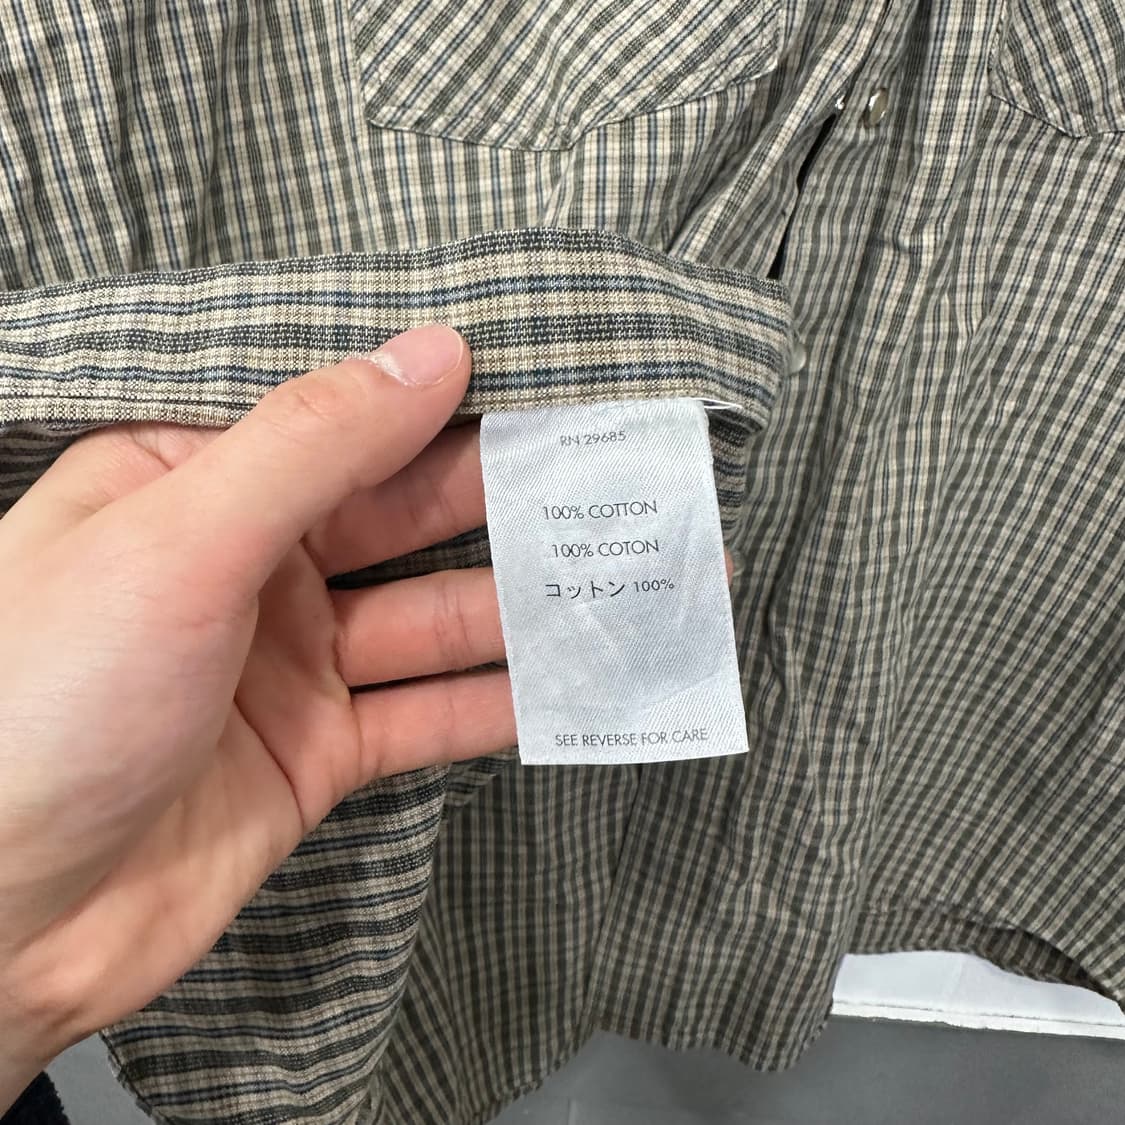 RN 29685
100% COTTON
100% COTON
コットン 100%
SEE REVERSE FOR CARE